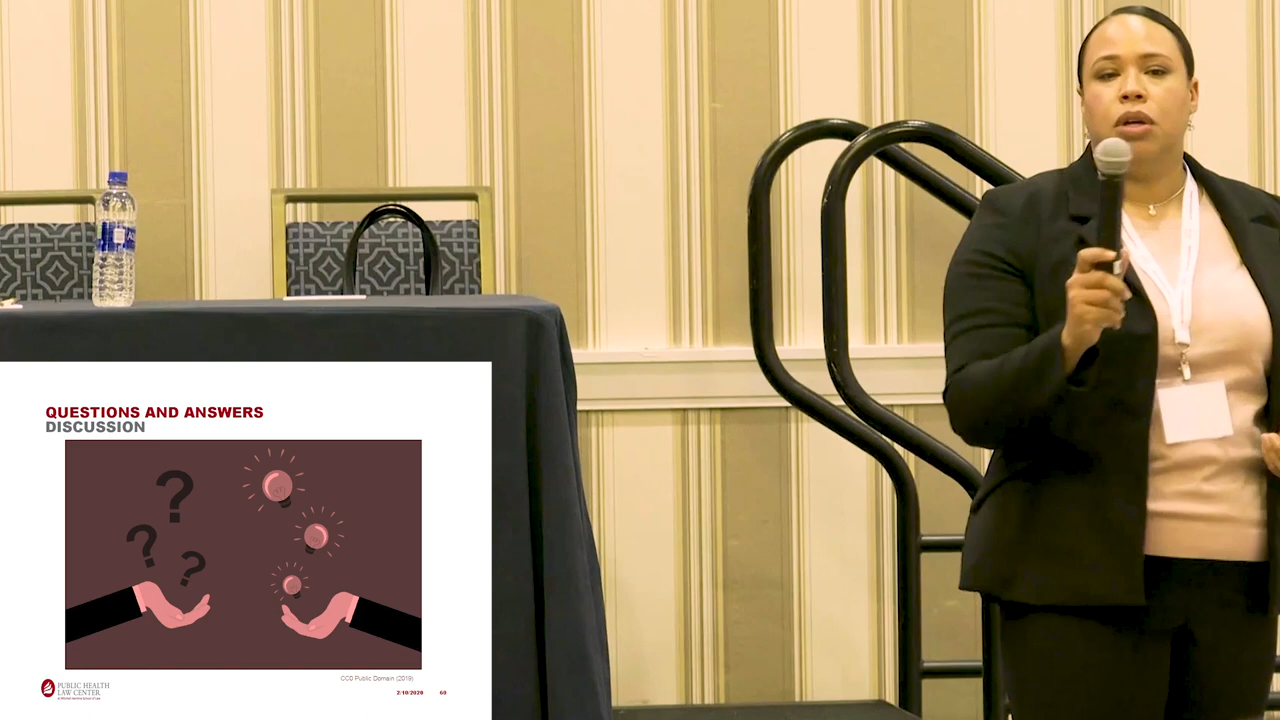 QUESTIONS AND ANSWERS
DISCUSSION
?
?
?
CC0 Public Domain (2019)
PUBLIC HEALTH
LAW CENTER
2/10/2020 60